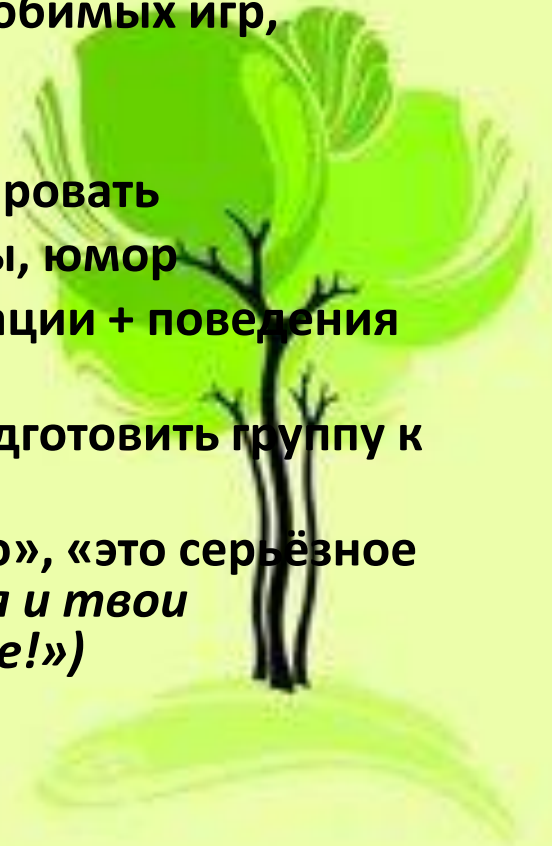 обимых игр,
ровать
ы, юмор
ации + поведения
дготовить группу к
о», «это серьёзное
я и твои
е!»)